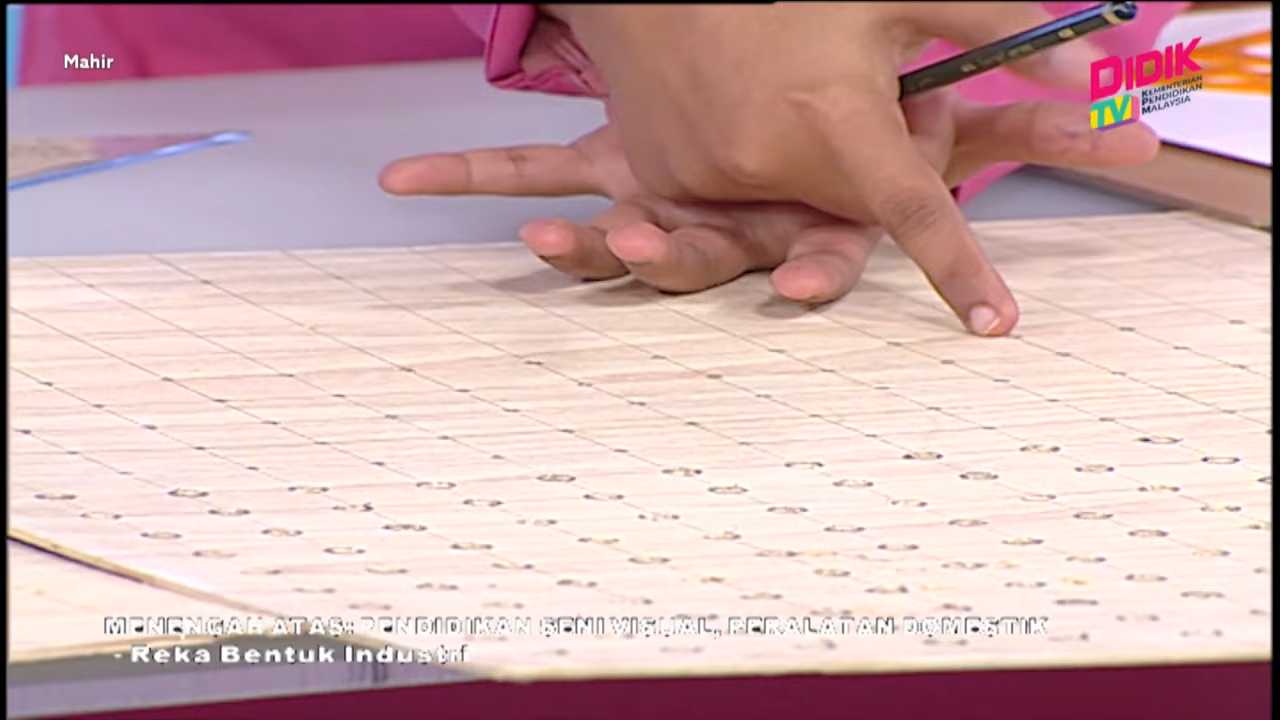 Mahir
DIDIK
TV
KEMENTERIAN
PENDIDIKAN
MALAYSIA
MENENGAH ATAS: PENDIDIKAN SENI VISUAL, PERALATAN DOMESTIK
- Reka Bentuk Industri